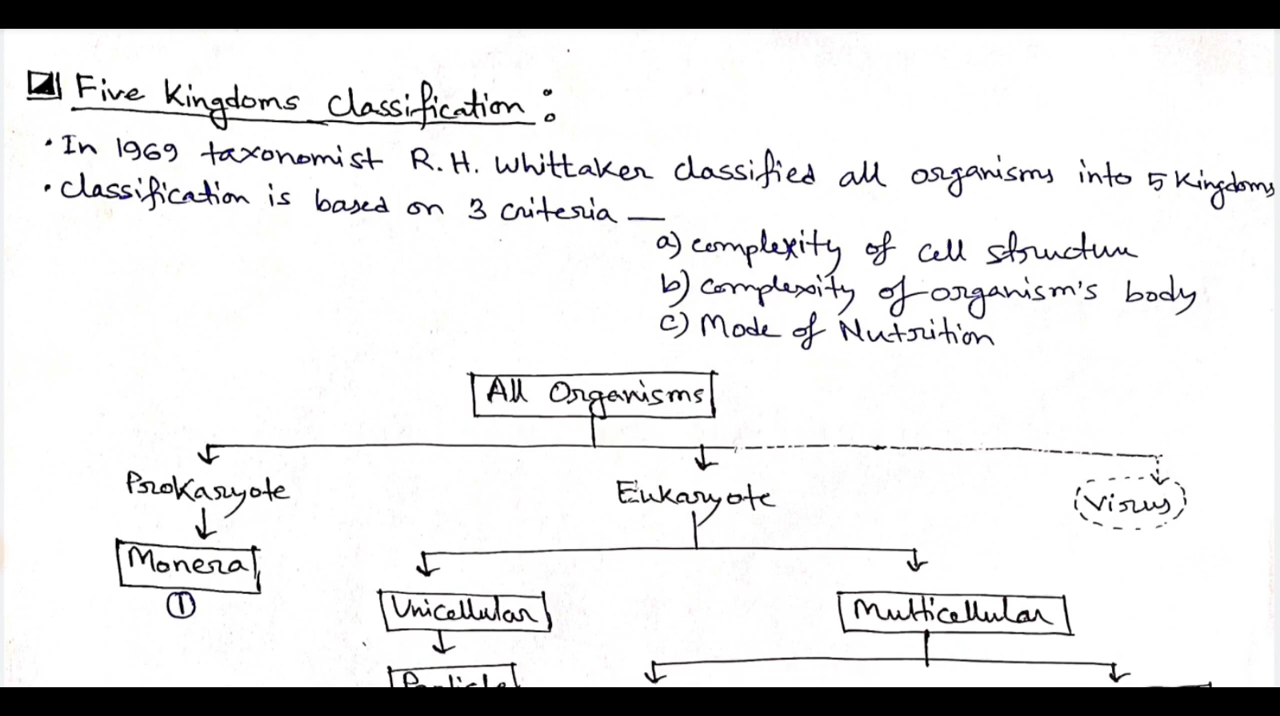 Five Kingdoms classification :
• In 1969 taxonomist R.H. Whittaker classified all organisms into 5 Kingdoms
• classification is based on 3 criteria —
a) complexity of cell structure
b) complexity of organism's body
c) Mode of Nutrition
All Organisms
Prokaryote Eukaryote Virus
Monera
①
Unicellular Multicellular